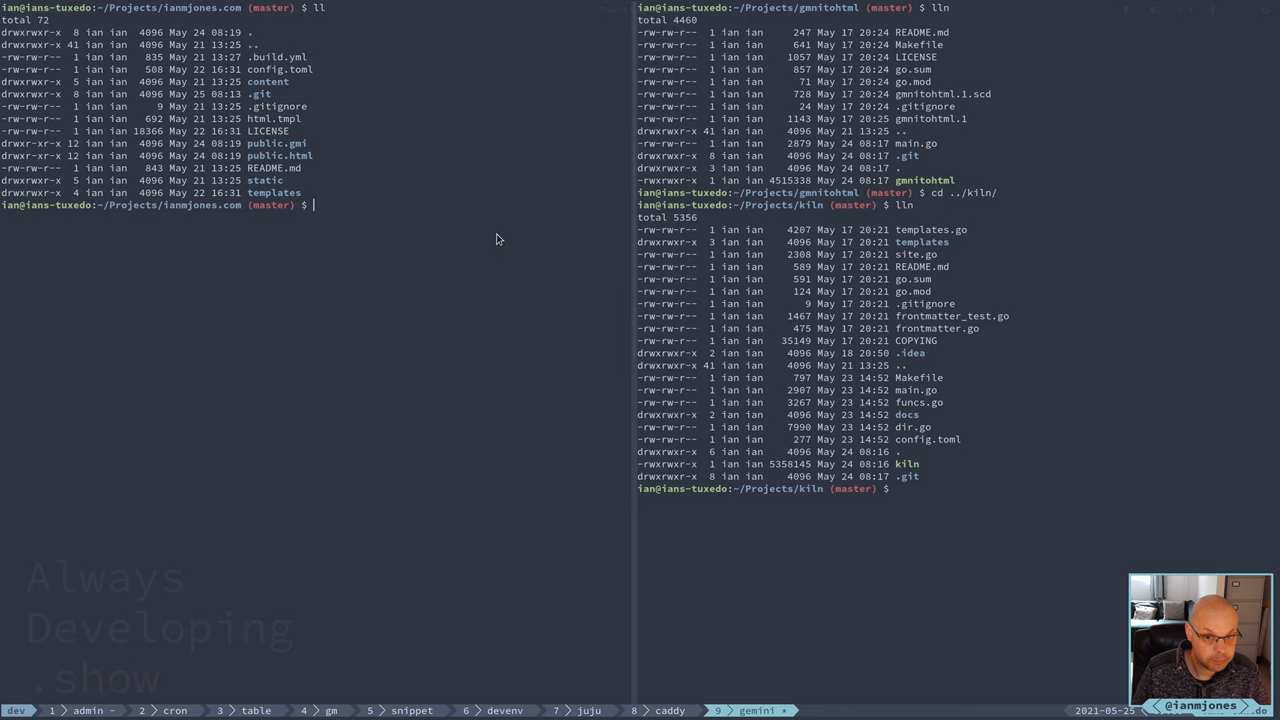 ian@ians-tuxedo:~/Projects/ianmjones.com (master) $ ll
total 72
drwxrwxr-x  8 ian ian  4096 May 24 08:19 .
drwxrwxr-x 41 ian ian  4096 May 21 13:25 ..
-rw-rw-r--  1 ian ian   835 May 21 13:27 .build.yml
-rw-rw-r--  1 ian ian   508 May 22 16:31 config.toml
drwxrwxr-x  5 ian ian  4096 May 21 13:25 content
drwxrwxr-x  8 ian ian  4096 May 25 08:13 .git
-rw-rw-r--  1 ian ian     9 May 21 13:25 .gitignore
-rw-rw-r--  1 ian ian   692 May 21 13:25 html.tmpl
-rw-rw-r--  1 ian ian 18366 May 22 16:31 LICENSE
drwxr-xr-x 12 ian ian  4096 May 24 08:19 public.gmi
drwxr-xr-x 12 ian ian  4096 May 24 08:19 public.html
-rw-rw-r--  1 ian ian   843 May 21 13:25 README.md
drwxrwxr-x  5 ian ian  4096 May 21 13:25 static
drwxrwxr-x  4 ian ian  4096 May 22 16:31 templates
ian@ians-tuxedo:~/Projects/ianmjones.com (master) $
ian@ians-tuxedo:~/Projects/gmnitohtml (master) $ lln
total 4460
-rw-rw-r--  1 ian ian     247 May 17 20:24 README.md
-rw-rw-r--  1 ian ian     641 May 17 20:24 Makefile
-rw-rw-r--  1 ian ian    1057 May 17 20:24 LICENSE
-rw-rw-r--  1 ian ian     857 May 17 20:24 go.sum
-rw-rw-r--  1 ian ian      71 May 17 20:24 go.mod
-rw-rw-r--  1 ian ian     728 May 17 20:24 gmnitohtml.1.scd
-rw-rw-r--  1 ian ian      24 May 17 20:24 .gitignore
-rw-rw-r--  1 ian ian    1143 May 17 20:25 gmnitohtml.1
drwxrwxr-x 41 ian ian    4096 May 21 13:25 ..
-rw-rw-r--  1 ian ian    2879 May 24 08:17 main.go
drwxrwxr-x  8 ian ian    4096 May 24 08:17 .git
drwxrwxr-x  3 ian ian    4096 May 24 08:17 .
-rwxrwxr-x  1 ian ian 4515338 May 24 08:17 gmnitohtml
ian@ians-tuxedo:~/Projects/gmnitohtml (master) $ cd ../kiln/
ian@ians-tuxedo:~/Projects/kiln (master) $ lln
total 5356
-rw-rw-r--  1 ian ian    4207 May 17 20:21 templates.go
drwxrwxr-x  3 ian ian    4096 May 17 20:21 templates
-rw-rw-r--  1 ian ian    2308 May 17 20:21 site.go
-rw-rw-r--  1 ian ian     589 May 17 20:21 README.md
-rw-rw-r--  1 ian ian     591 May 17 20:21 go.sum
-rw-rw-r--  1 ian ian     124 May 17 20:21 go.mod
-rw-rw-r--  1 ian ian       9 May 17 20:21 .gitignore
-rw-rw-r--  1 ian ian    1467 May 17 20:21 frontmatter_test.go
-rw-rw-r--  1 ian ian     475 May 17 20:21 frontmatter.go
-rw-rw-r--  1 ian ian   35149 May 17 20:21 COPYING
drwxrwxr-x  2 ian ian    4096 May 18 20:50 .idea
drwxrwxr-x 41 ian ian    4096 May 21 13:25 ..
-rw-rw-r--  1 ian ian     797 May 23 14:52 Makefile
-rw-rw-r--  1 ian ian    2907 May 23 14:52 main.go
-rw-rw-r--  1 ian ian    3267 May 23 14:52 funcs.go
drwxrwxr-x  2 ian ian    4096 May 23 14:52 docs
-rw-rw-r--  1 ian ian    7990 May 23 14:52 dir.go
-rw-rw-r--  1 ian ian     277 May 23 14:52 config.toml
drwxrwxr-x  6 ian ian    4096 May 24 08:16 .
-rwxrwxr-x  1 ian ian 5358145 May 24 08:16 kiln
drwxrwxr-x  8 ian ian    4096 May 24 08:17 .git
ian@ians-tuxedo:~/Projects/kiln (master) $
Always
Developing
.show
@ianmjones
dev 1 admin - 2 cron 3 table 4 gm 5 snippet 6 devenv 7 juju 8 caddy 9 gemini * 2021-05-25